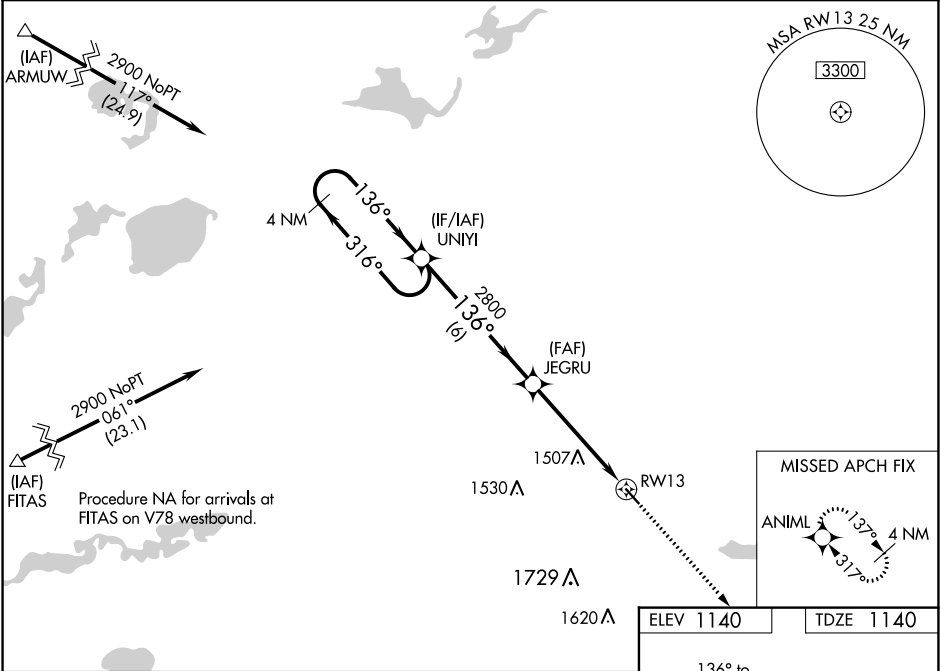 (IAF)
ARMUW
2900 NoPT
117°
(24.9)
MSA RW13 25 NM
3300
4 NM
136°
316°
(IF/IAF)
UNIYI
2800
136°
(6)
(FAF)
JEGRU
2900 NoPT
061°
(23.1)
(IAF)
FITAS
Procedure NA for arrivals at
FITAS on V78 westbound.
1507
1530
RW13
1729
1620
MISSED APCH FIX
ANIML
137°
4 NM
317°
ELEV 1140
TDZE 1140
136° to